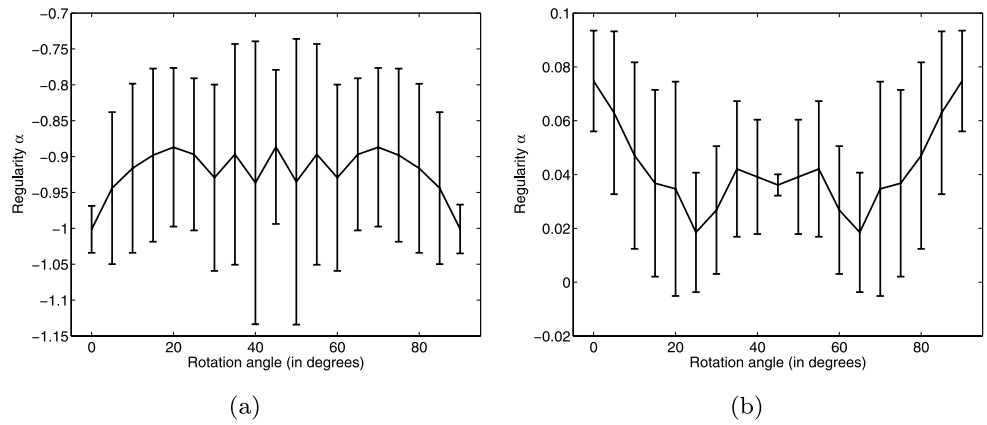 −0.7
−0.75
−0.8
−0.85
−0.9
−0.95
−1
−1.05
−1.1
−1.15
Regularity α
0 20 40 60 80
Rotation angle (in degrees)
(a)
0.1
0.08
0.06
0.04
0.02
0
−0.02
Regularity α
0 20 40 60 80
Rotation angle (in degrees)
(b)